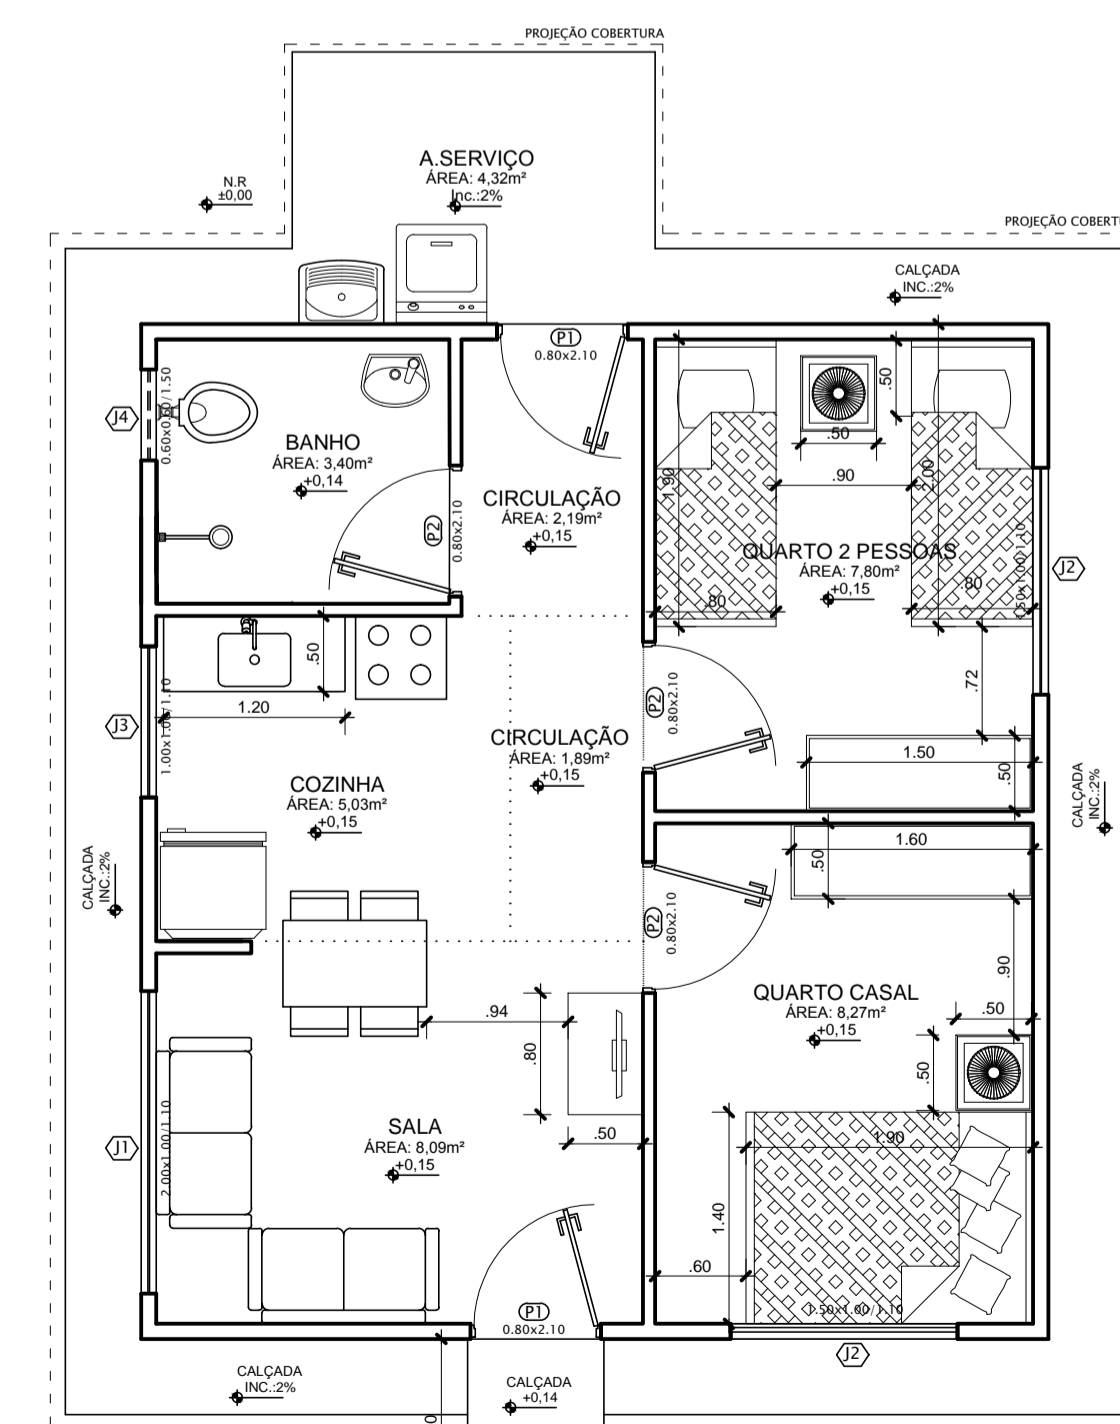 PROJEÇÃO COBERTURA
A.SERVIÇO
ÁREA: 4,32m²
Inc.:2%
N.R
±0,00
PROJEÇÃO COBERT
CALÇADA
INC.:2%
P1
0.80x2.10
J4
0.60x0.60/1.50
BANHO
ÁREA: 3,40m²
+0,14
P2
0.80x2.10
CIRCULAÇÃO
ÁREA: 2,19m²
+0,15
.50
.50
1.90
.90
2.00
QUARTO 2 PESSOAS
ÁREA: 7,80m²
+0,15
.80
.80
J2
.72
1.50
.50
P2
0.80x2.10
.50
1.20
J3
1.00x1.00/1.10
CIRCULAÇÃO
ÁREA: 1,89m²
+0,15
COZINHA
ÁREA: 5,03m²
+0,15
CALÇADA
INC.:2%
CALÇADA
INC.:2%
1.60
.50
P2
0.80x2.10
.90
QUARTO CASAL
ÁREA: 8,27m²
+0,15
.50
.50
.94
.80
.50
SALA
ÁREA: 8,09m²
+0,15
J1
2.00x1.00/1.10
1.90
1.40
.60
1.50x1.00/1.10
J2
P1
0.80x2.10
CALÇADA
INC.:2%
CALÇADA
+0,14